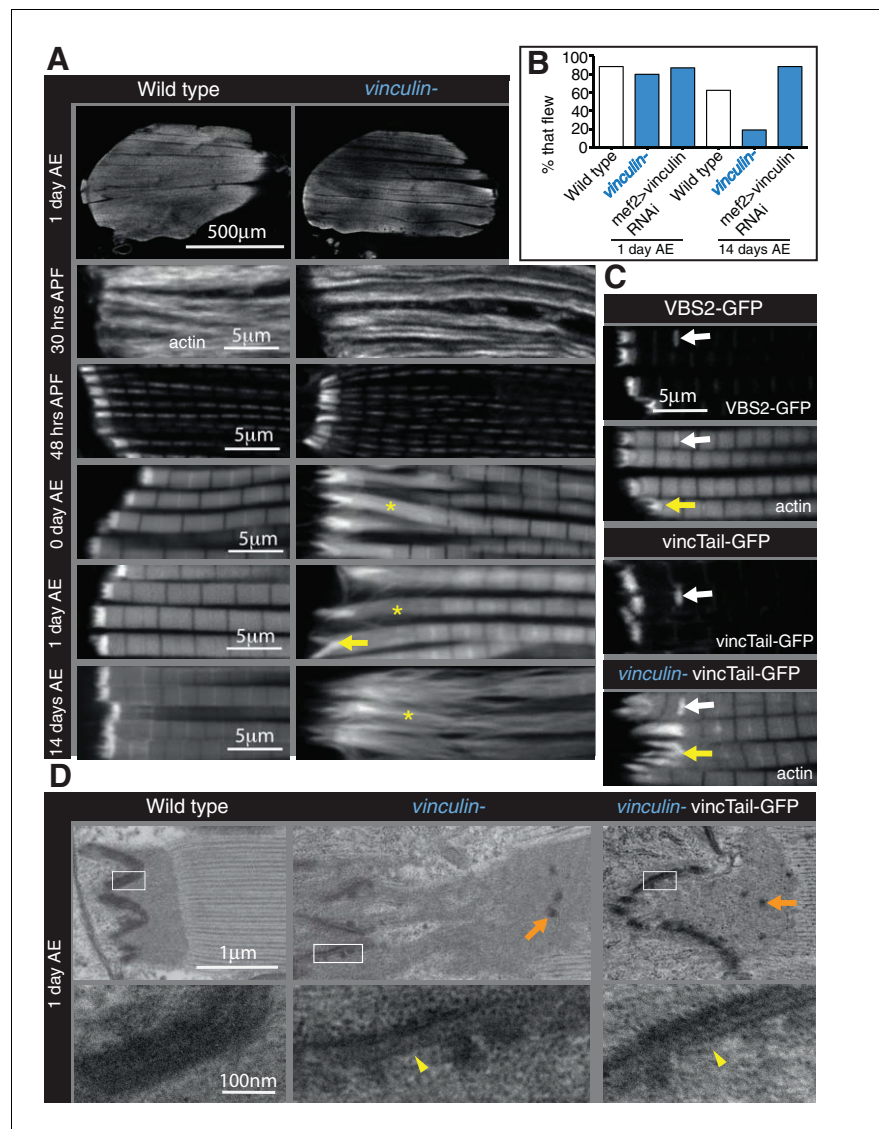 A
Wild type
vinculin-
1 day AE
500µm
30 hrs APF
actin
5µm
48 hrs APF
5µm
0 day AE
5µm
*
1 day AE
5µm
*
14 days AE
5µm
*
B
% that flew
100
80
60
40
20
0
Wild type
vinculin-
mef2>vinculin
RNAi
Wild type
vinculin-
mef2>vinculin
RNAi
1 day AE
14 days AE
C
VBS2-GFP
5µm
VBS2-GFP
actin
vincTail-GFP
vincTail-GFP
vinculin- vincTail-GFP
actin
D
Wild type
vinculin-
vinculin- vincTail-GFP
1 day AE
1µm
100nm